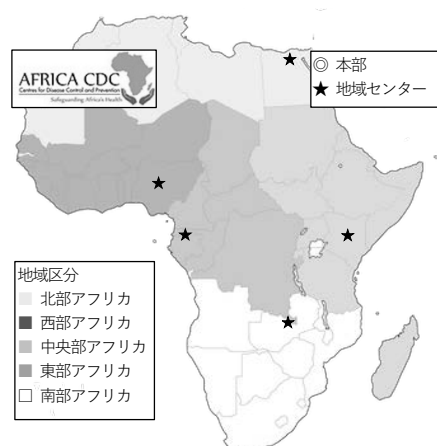 AFRICA CDC
Centres for Disease Control and Prevention
Safeguarding Africa's Health
◎ 本部
★ 地域センター
地域区分
北部アフリカ
西部アフリカ
中央部アフリカ
東部アフリカ
南部アフリカ